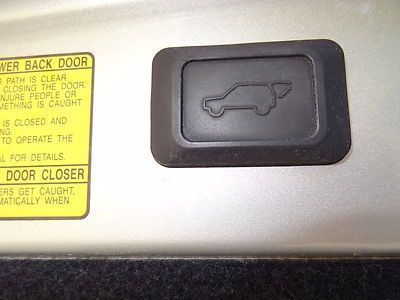 WER BACK DOOR
PATH IS CLEAR
CLOSING THE DOOR.
NJURE PEOPLE OR
METHING IS CAUGHT
IS CLOSED AND
NG.
TO OPERATE THE
AL FOR DETAILS.
DOOR CLOSER
ERS GET CAUGHT,
MATICALLY WHEN